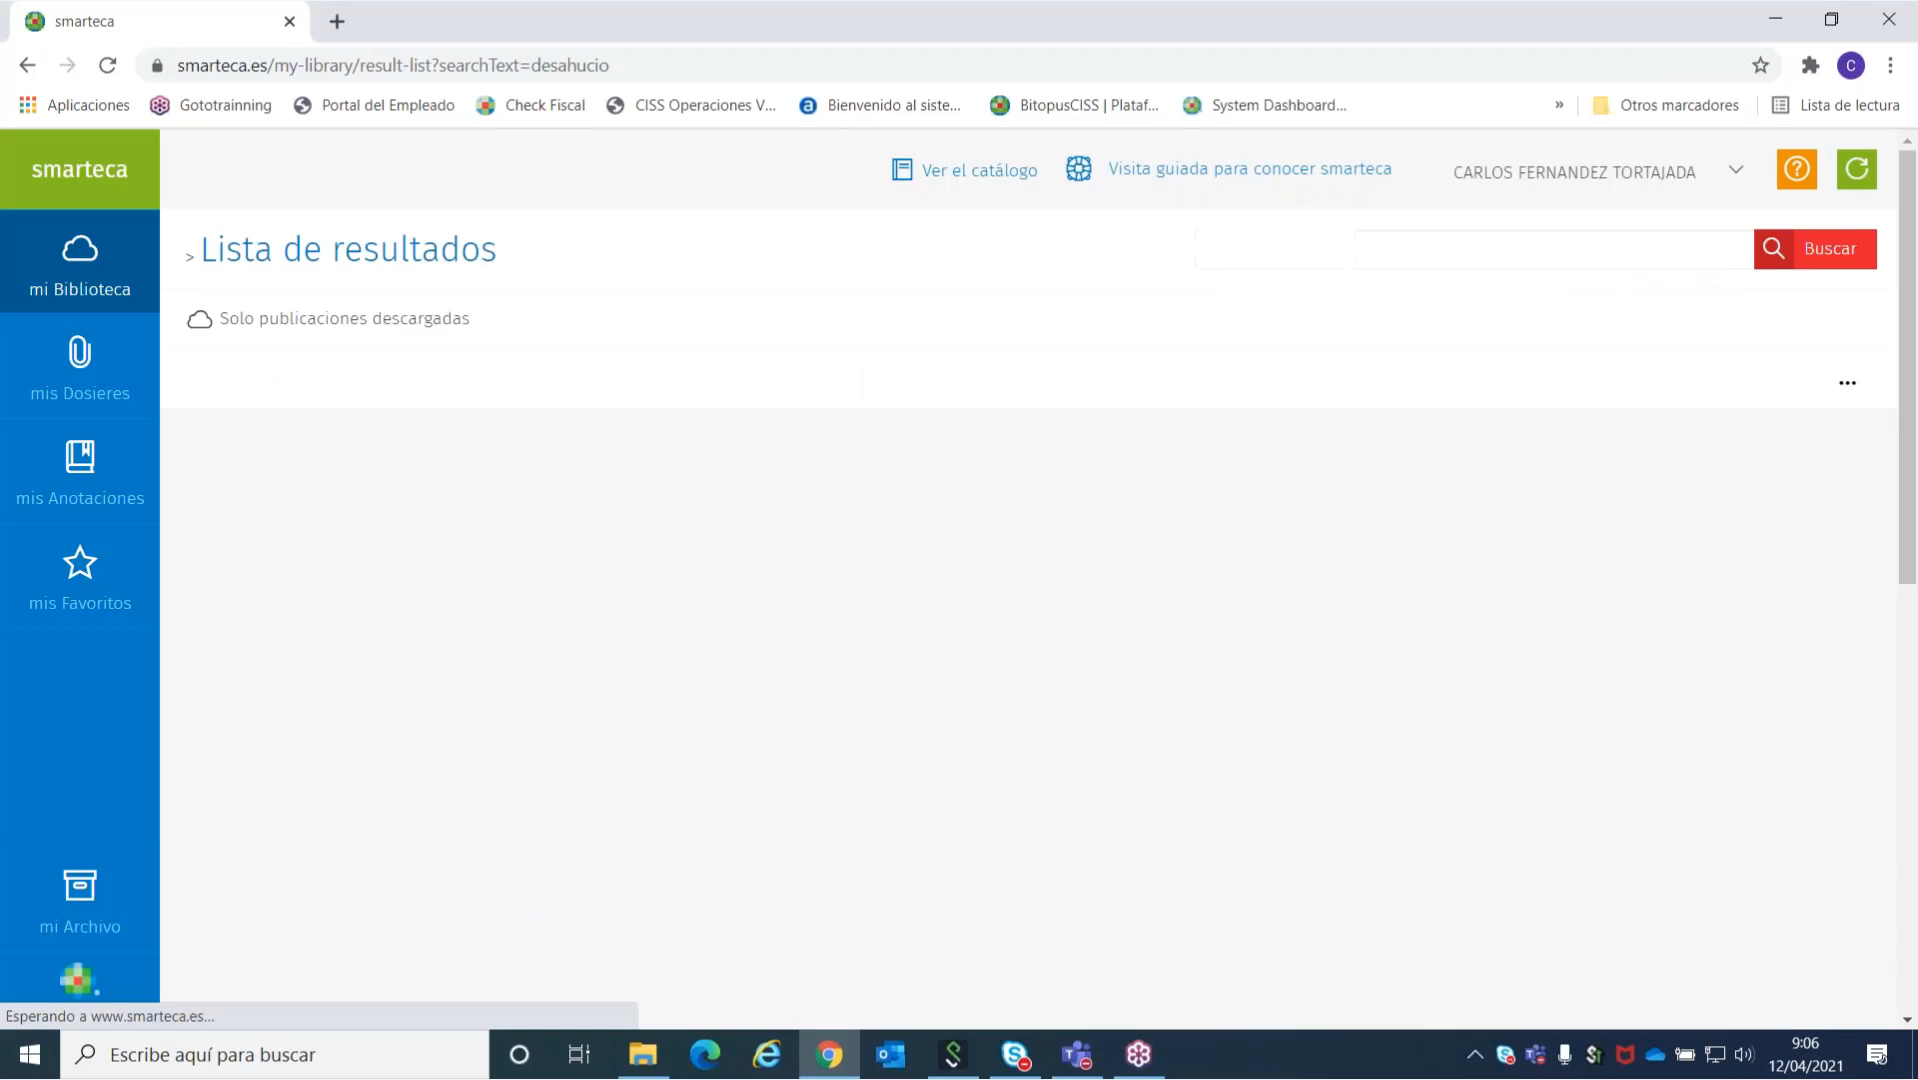 smarteca
smarteca.es/my-library/result-list?searchText=desahucio
C
Aplicaciones
Gototrainning
Portal del Empleado
Check Fiscal
CISS Operaciones V...
Bienvenido al siste...
BitopusCISS | Plataf...
System Dashboard...
»
Otros marcadores
Lista de lectura
smarteca
Ver el catálogo
Visita guiada para conocer smarteca
CARLOS FERNANDEZ TORTAJADA
> Lista de resultados
Buscar
mi Biblioteca
Solo publicaciones descargadas
mis Dosieres
mis Anotaciones
mis Favoritos
mi Archivo
Esperando a www.smarteca.es...
Escribe aquí para buscar
9:06
12/04/2021